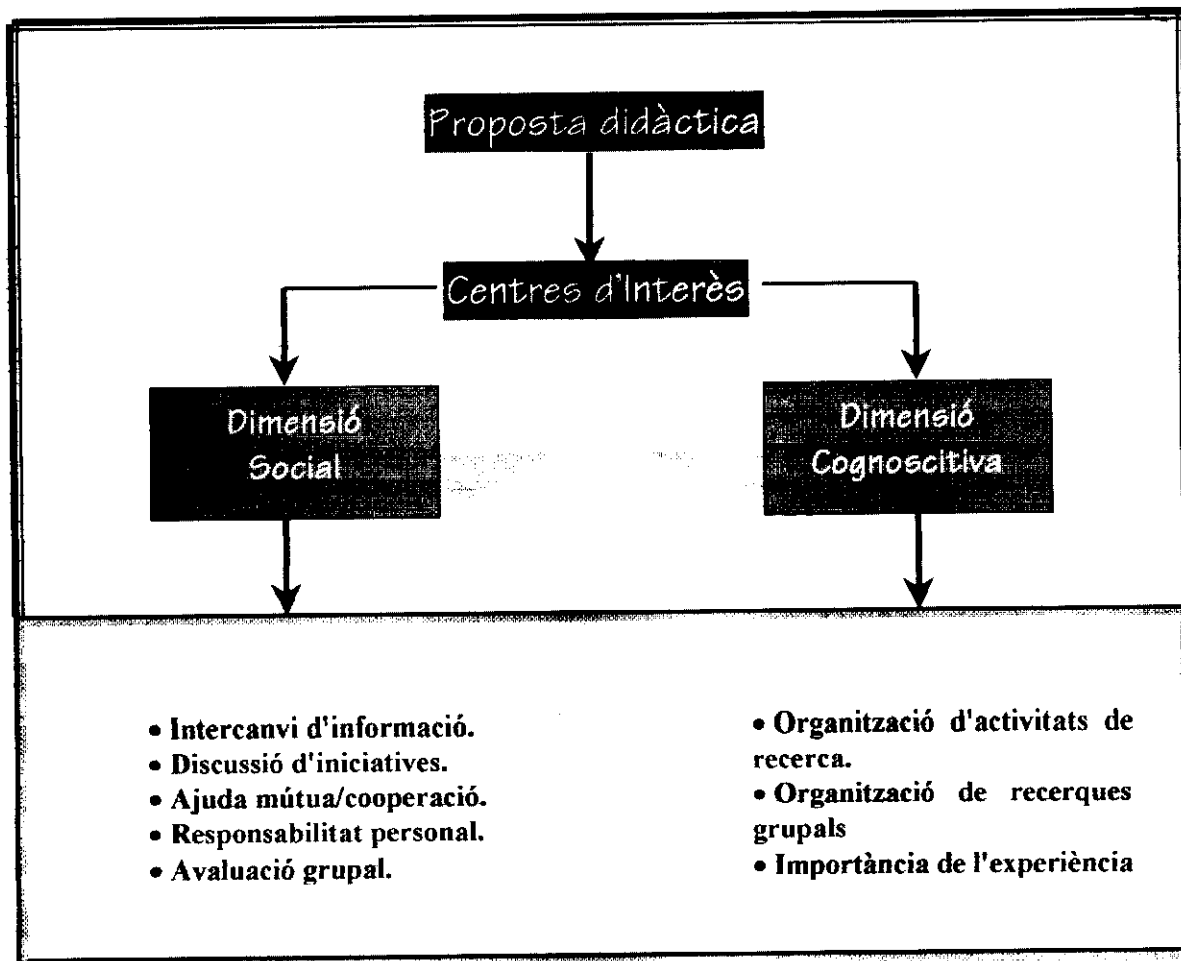 Proposta didàctica
Centres d'Interès
Dimensió
Social
Dimensió
Cognoscitiva
• Intercanvi d'informació.
• Discussió d'iniciatives.
• Ajuda mútua/cooperació.
• Responsabilitat personal.
• Avaluació grupal.
• Organització d'activitats de
recerca.
• Organització de recerques
grupals
• Importància de l'experiència